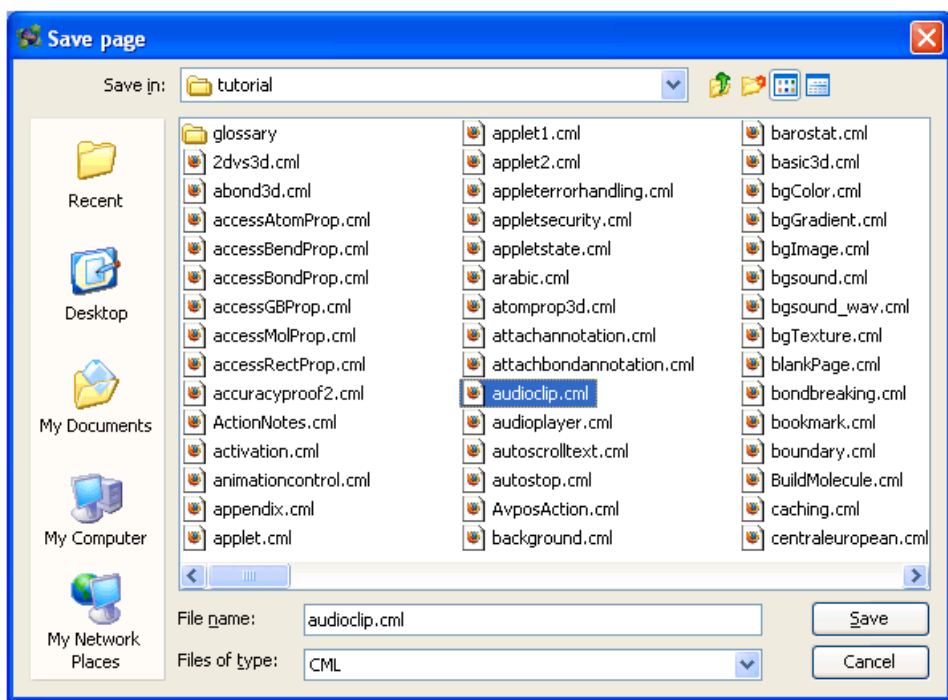 Save page
Save in:
tutorial
Recent
Desktop
My Documents
My Computer
My Network
Places
glossary
2dvs3d.cml
abond3d.cml
accessAtomProp.cml
accessBendProp.cml
accessBondProp.cml
accessGBProp.cml
accessMolProp.cml
accessRectProp.cml
accuracyproof2.cml
ActionNotes.cml
activation.cml
animationcontrol.cml
appendix.cml
applet.cml
applet1.cml
applet2.cml
appleterrorhandling.cml
appletsecurity.cml
appletstate.cml
arabic.cml
atomprop3d.cml
attachannotation.cml
attachbondannotation.cml
audioclip.cml
audioplayer.cml
autoscrolltext.cml
autostop.cml
AvposAction.cml
background.cml
barostat.cml
basic3d.cml
bgColor.cml
bgGradient.cml
bgImage.cml
bgsound.cml
bgsound_wav.cml
bgTexture.cml
blankPage.cml
bondbreaking.cml
bookmark.cml
boundary.cml
BuildMolecule.cml
caching.cml
centraleuropean.cml
File name:
audioclip.cml
Save
Files of type:
CML
Cancel